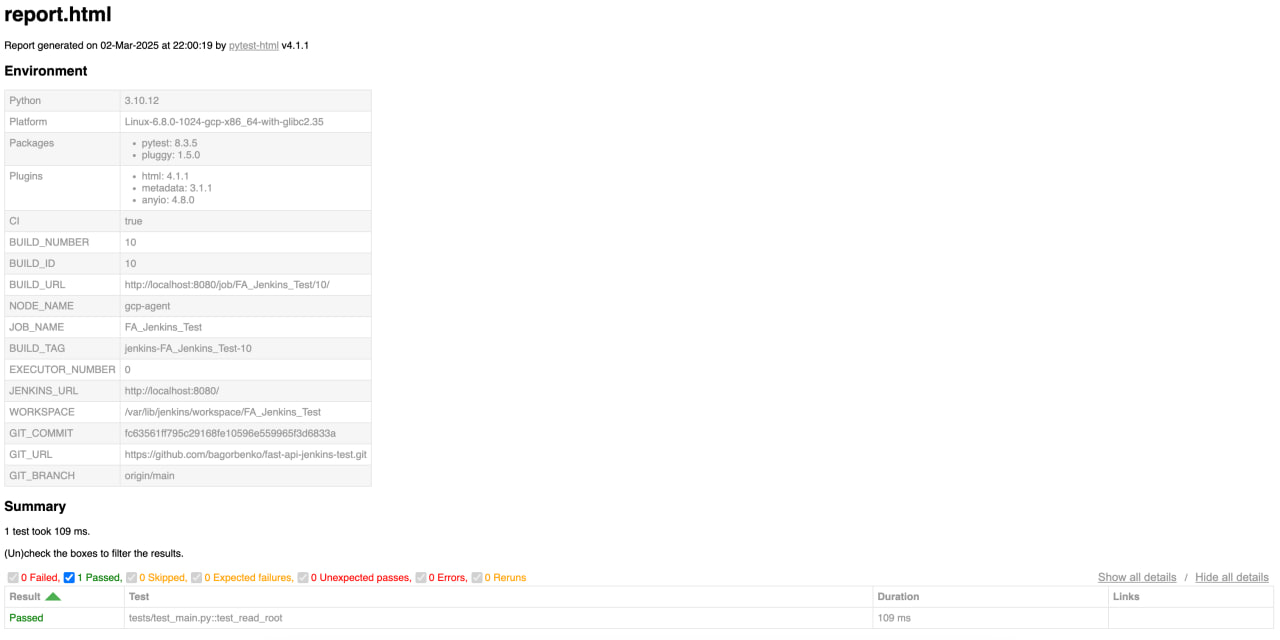 report.html
Report generated on 02-Mar-2025 at 22:00:19 by pytest-html v4.1.1
Environment
Python 3.10.12
Platform Linux-6.8.0-1024-gcp-x86_64-with-glibc2.35
Packages • pytest: 8.3.5
• pluggy: 1.5.0
Plugins • html: 4.1.1
• metadata: 3.1.1
• anyio: 4.8.0
CI true
BUILD_NUMBER 10
BUILD_ID 10
BUILD_URL http://localhost:8080/job/FA_Jenkins_Test/10/
NODE_NAME gcp-agent
JOB_NAME FA_Jenkins_Test
BUILD_TAG jenkins-FA_Jenkins_Test-10
EXECUTOR_NUMBER 0
JENKINS_URL http://localhost:8080/
WORKSPACE /var/lib/jenkins/workspace/FA_Jenkins_Test
GIT_COMMIT fc63561ff795c29168fe10596e559965f3d6833a
GIT_URL https://github.com/bagorbenko/fast-api-jenkins-test.git
GIT_BRANCH origin/main
Summary
1 test took 109 ms.
(Un)check the boxes to filter the results.
0 Failed, 1 Passed, 0 Skipped, 0 Expected failures, 0 Unexpected passes, 0 Errors, 0 Reruns Show all details / Hide all details
Result Test Duration Links
Passed tests/test_main.py::test_read_root 109 ms